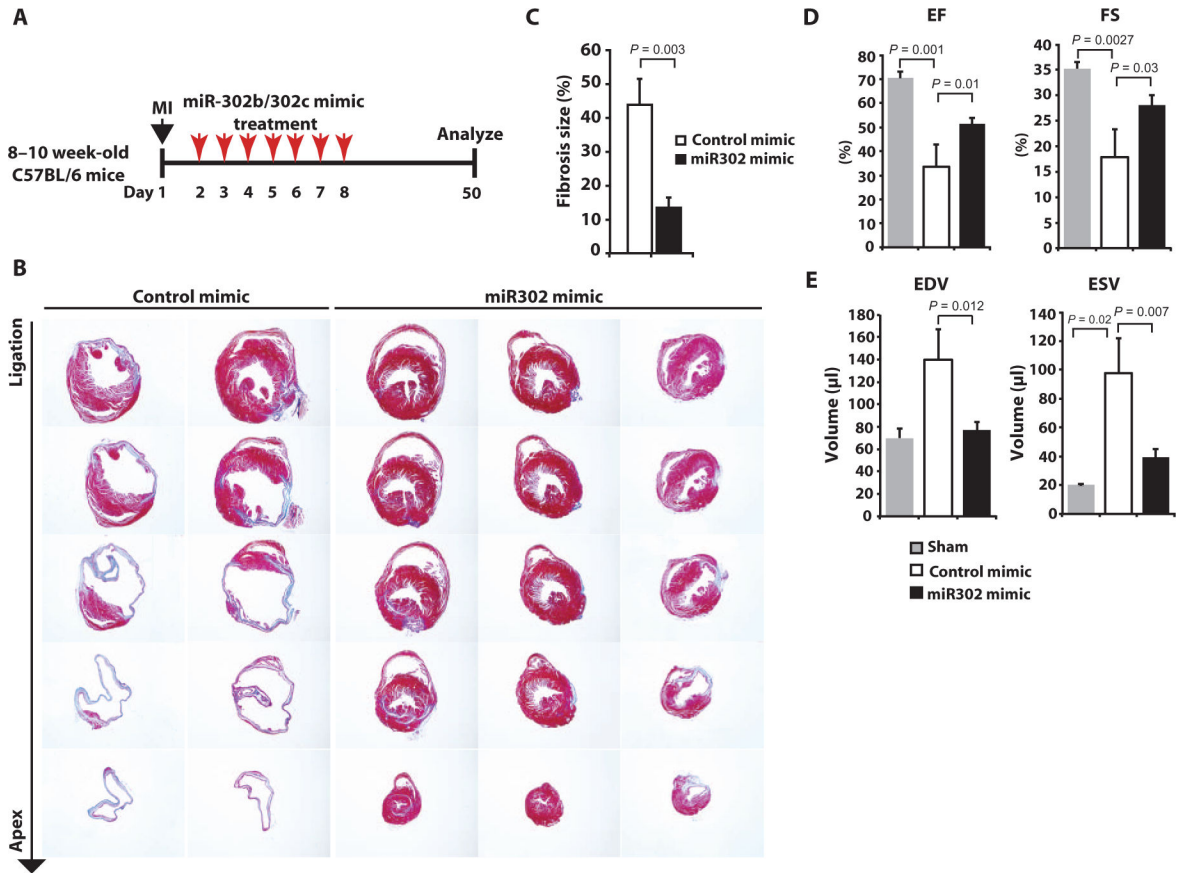 A
MI
miR-302b/302c mimic
treatment
Analyze
8–10 week-old
C57BL/6 mice
Day 1 2 3 4 5 6 7 8 50
B
Control mimic
miR302 mimic
Ligation
Apex
C
P = 0.003
Fibrosis size (%)
60
50
40
30
20
10
0
Control mimic
miR302 mimic
D
EF
P = 0.001
P = 0.01
(%)
80
70
60
50
40
30
20
10
0
FS
P = 0.0027
P = 0.03
(%)
40
35
30
25
20
15
10
5
0
E
EDV
P = 0.012
Volume (µl)
180
160
140
120
100
80
60
40
20
0
ESV
P = 0.02
P = 0.007
Volume (µl)
140
120
100
80
60
40
20
0
Sham
Control mimic
miR302 mimic